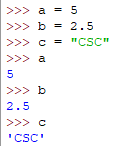 >>> a = 5
>>> b = 2.5
>>> c = "CSC"
>>> a
5
>>> b
2.5
>>> c
'CSC'